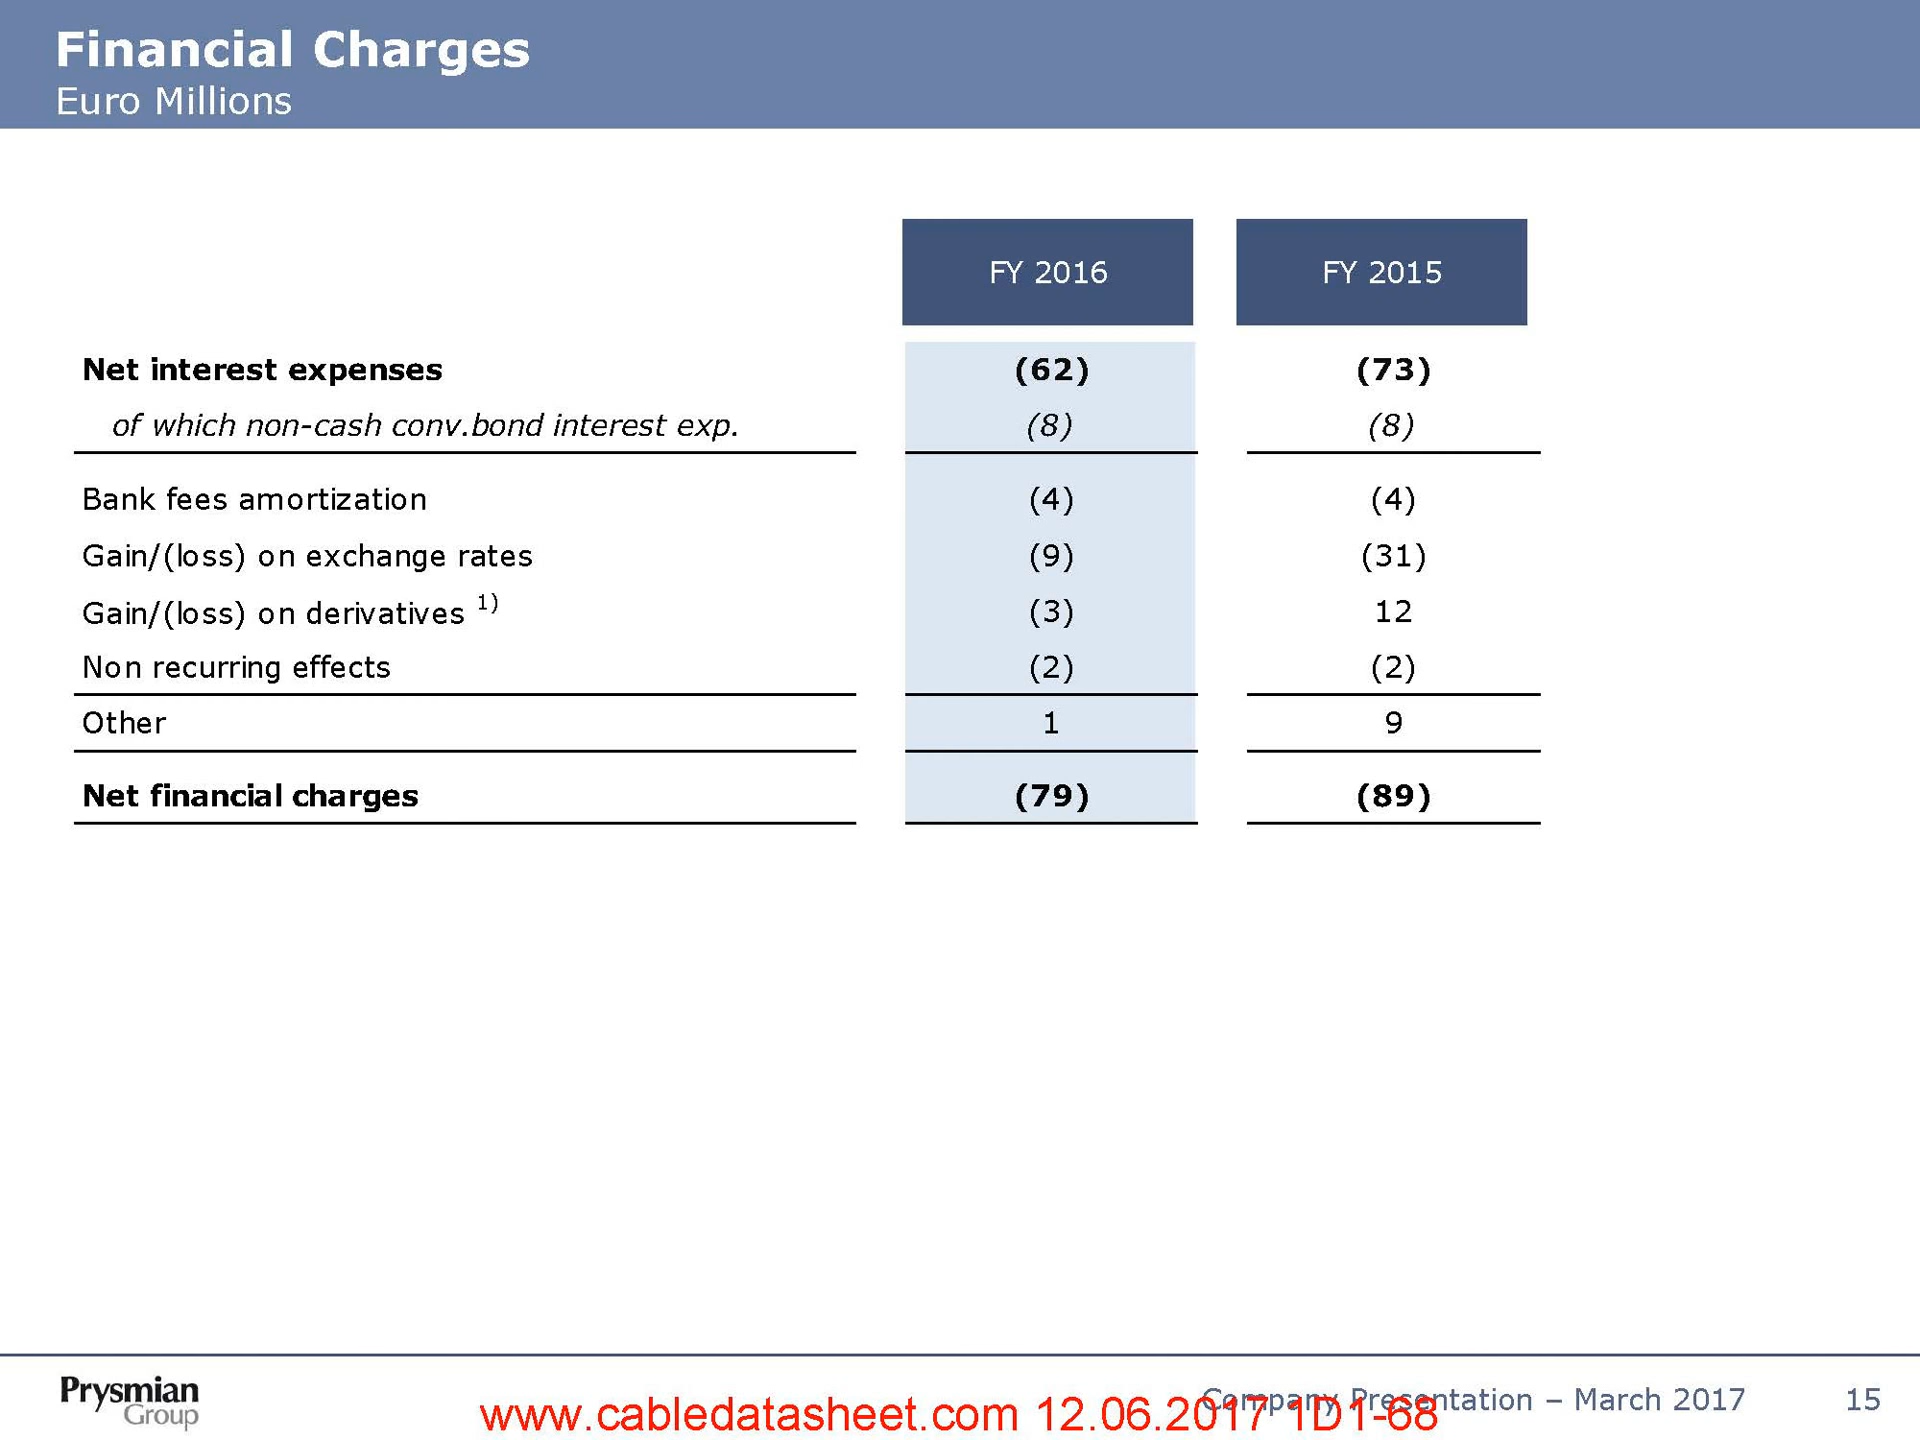 Financial Charges
Euro Millions
FY 2016 FY 2015
Net interest expenses (62) (73)
of which non-cash conv.bond interest exp. (8) (8)
Bank fees amortization (4) (4)
Gain/(loss) on exchange rates (9) (31)
Gain/(loss) on derivatives 1) (3) 12
Non recurring effects (2) (2)
Other 1 9
Net financial charges (79) (89)
Prysmian
Group
www.cabledatasheet.com 12.06.2017 1D1-68
Company Presentation – March 2017 15